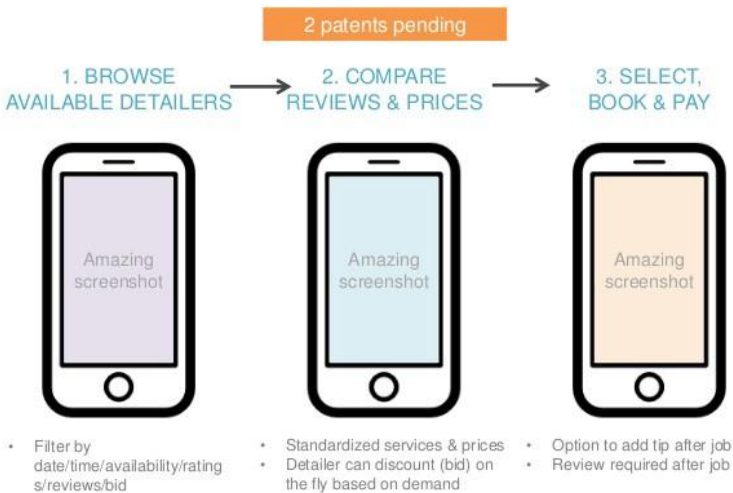 2 patents pending
1. BROWSE
AVAILABLE DETAILERS
2. COMPARE
REVIEWS & PRICES
3. SELECT,
BOOK & PAY
Amazing
screenshot
Amazing
screenshot
Amazing
screenshot
• Filter by
date/time/availability/rating
s/reviews/bid
• Standardized services & prices
• Detailer can discount (bid) on
the fly based on demand
• Option to add tip after job
• Review required after job